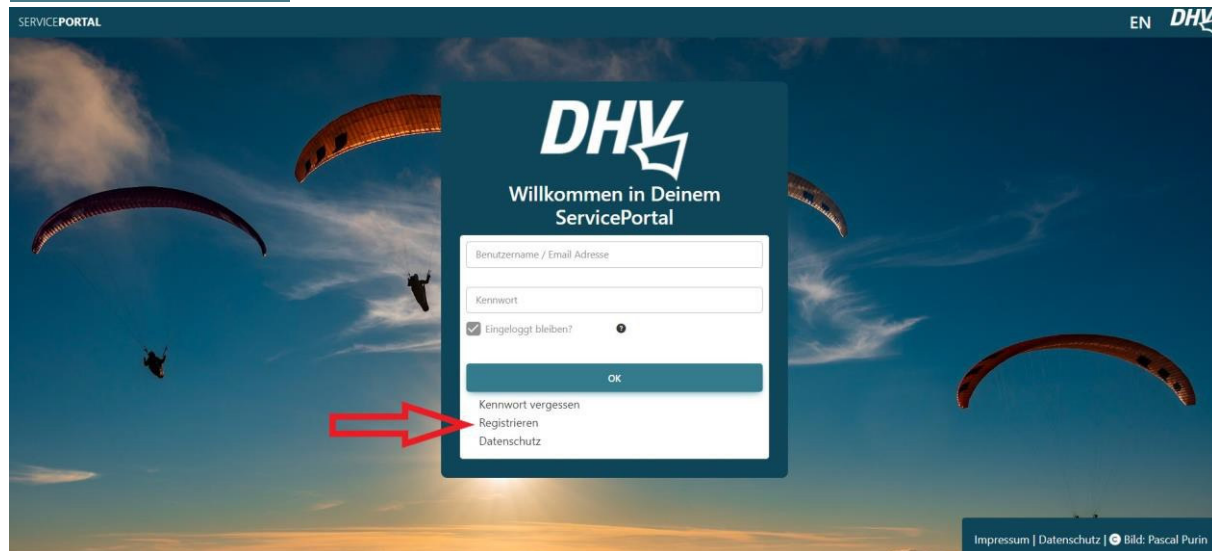 SERVICEPORTAL
EN DHV
DHV
Willkommen in Deinem
ServicePortal
Benutzername / Email Adresse
Kennwort
Eingeloggt bleiben? ?
OK
Kennwort vergessen
Registrieren
Datenschutz
Impressum | Datenschutz | C Bild: Pascal Purin